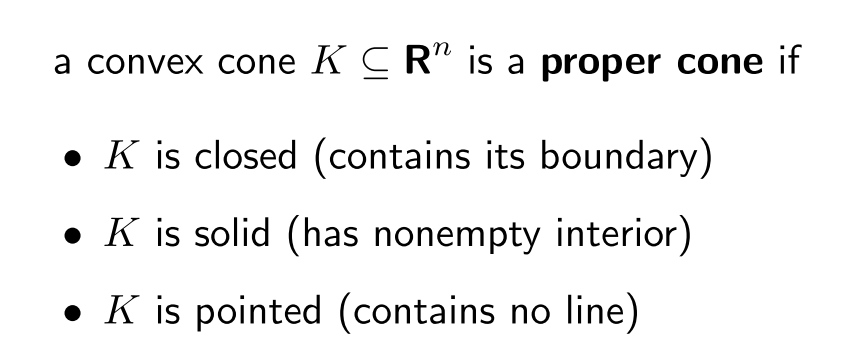 a convex cone K ⊆ Rⁿ is a proper cone if
• K is closed (contains its boundary)
• K is solid (has nonempty interior)
• K is pointed (contains no line)